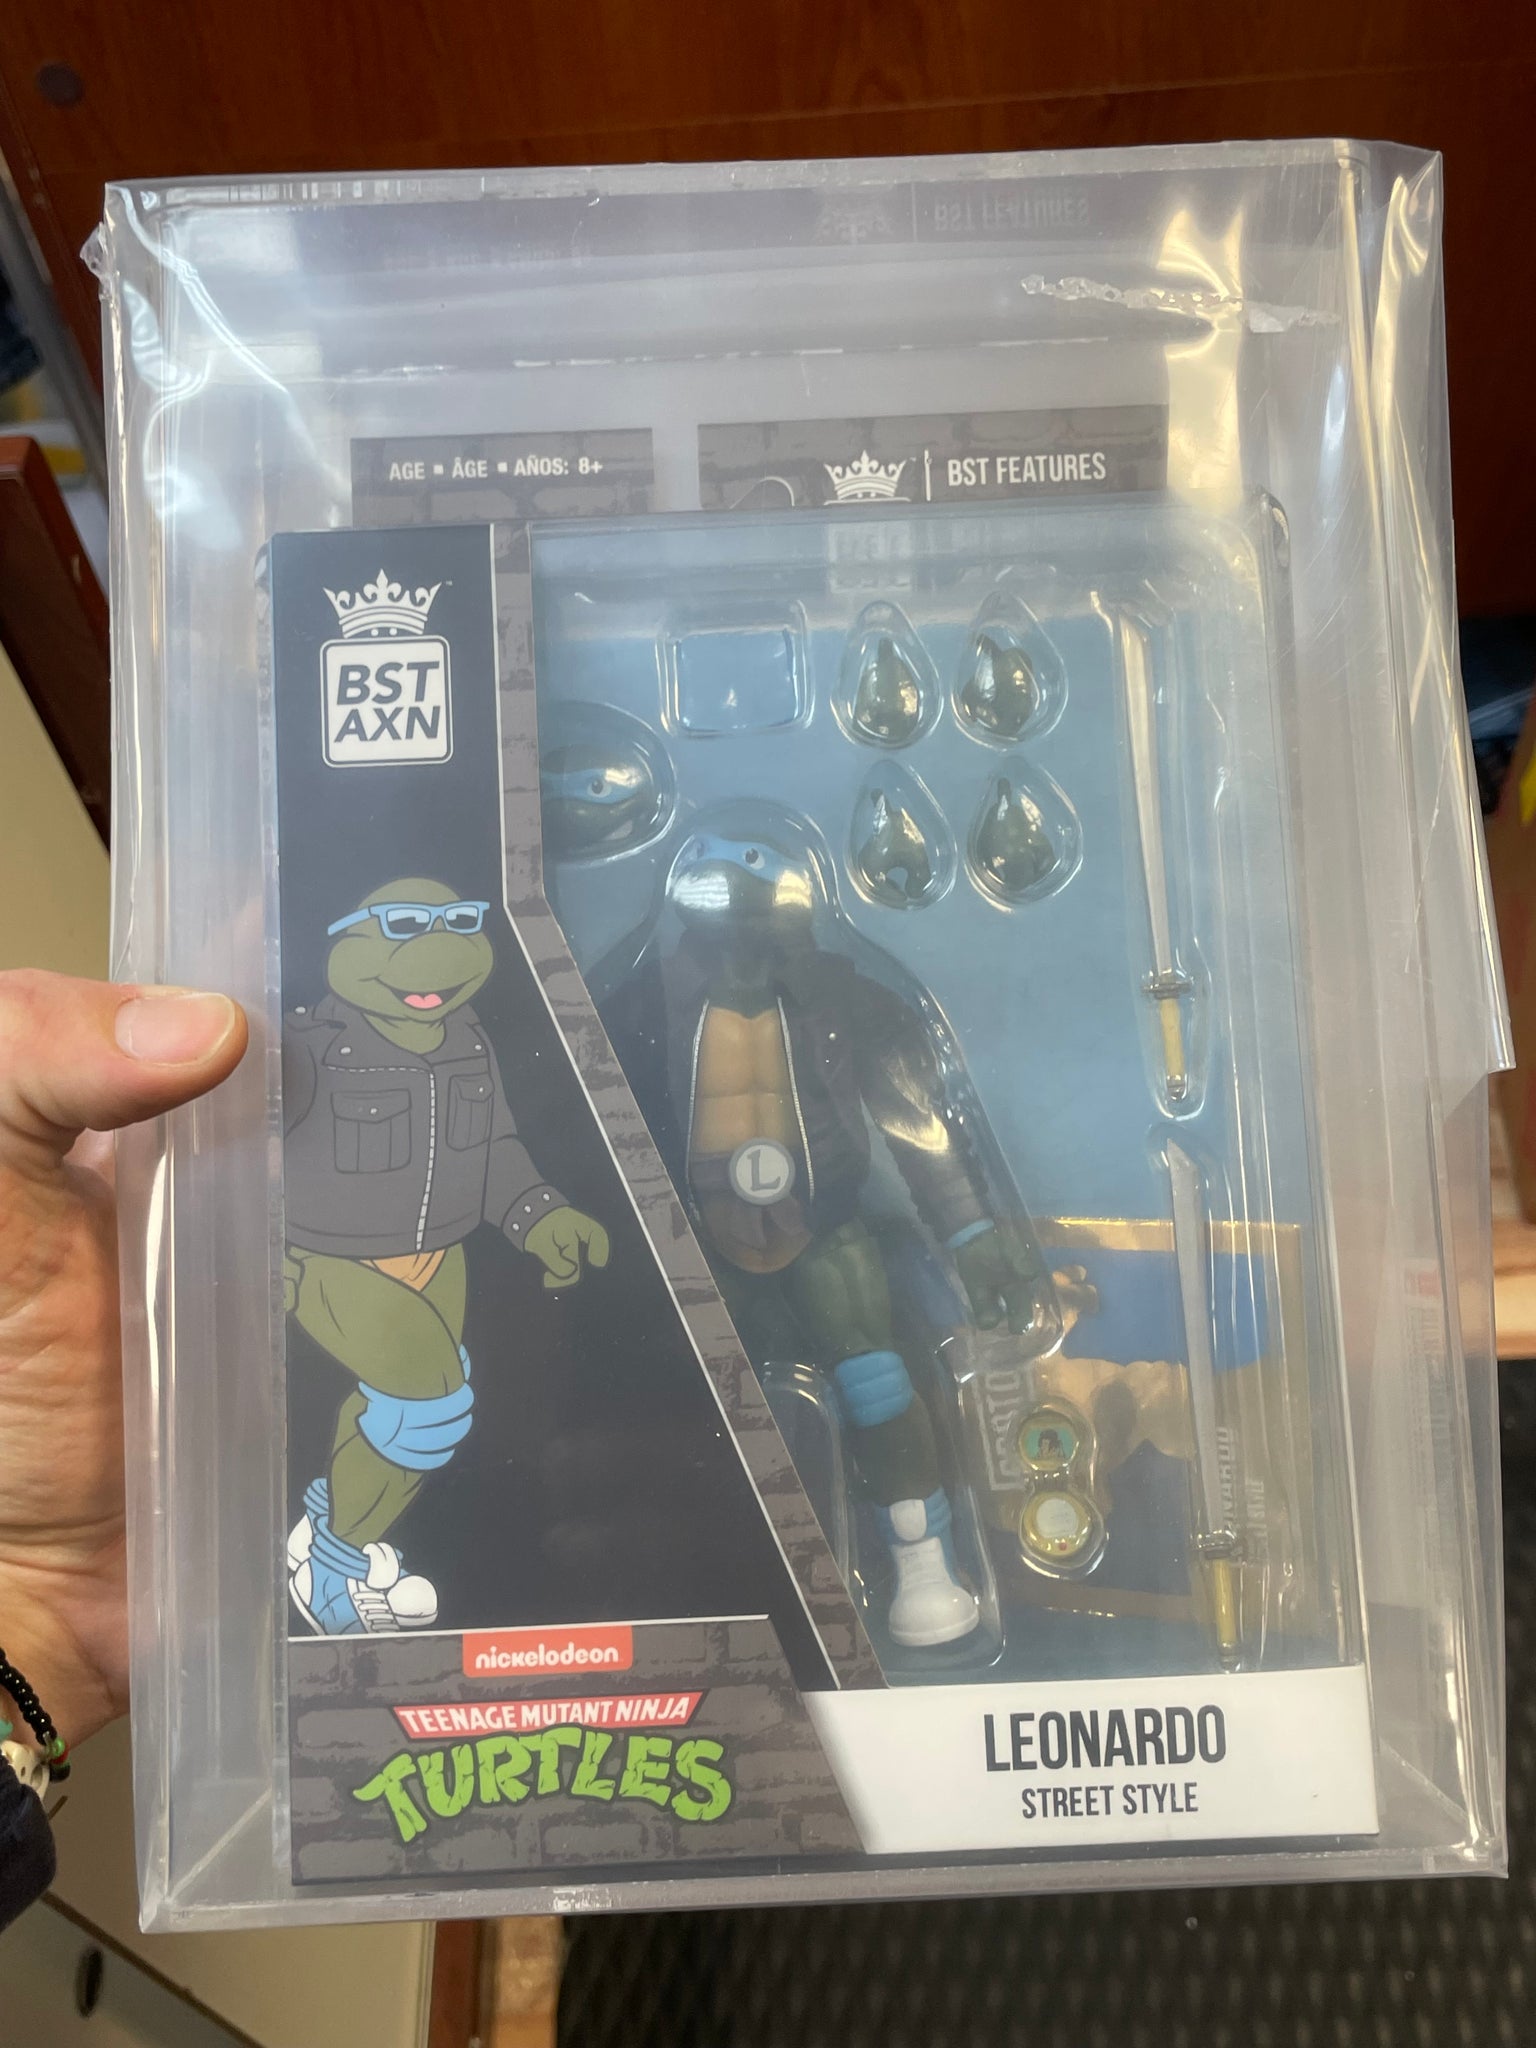 AGE ▪ ÂGE ▪ AÑOS: 8+
BST FEATURES
BST
AXN
L
nickelodeon
TEENAGE MUTANT NINJA
TURTLES
LEONARDO
STREET STYLE